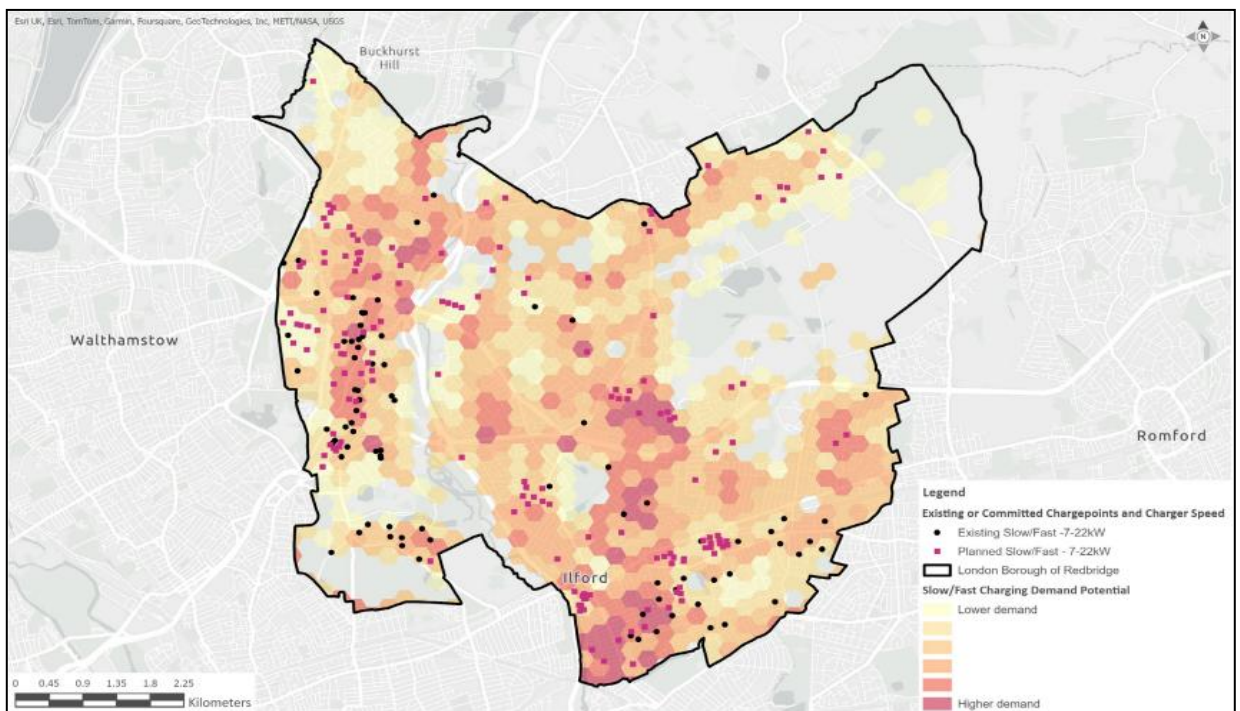 Esri UK, Esri, TomTom, Garmin, Foursquare, GeoTechnologies, Inc, METI/NASA, USGS
N
Buckhurst
Hill
Walthamstow
Romford
Ilford
Legend
Existing or Committed Chargepoints and Charger Speed
Existing Slow/Fast -7-22kW
Planned Slow/Fast - 7-22kW
London Borough of Redbridge
Slow/Fast Charging Demand Potential
Lower demand
Higher demand
0 0.45 0.9 1.35 1.8 2.25
Kilometers